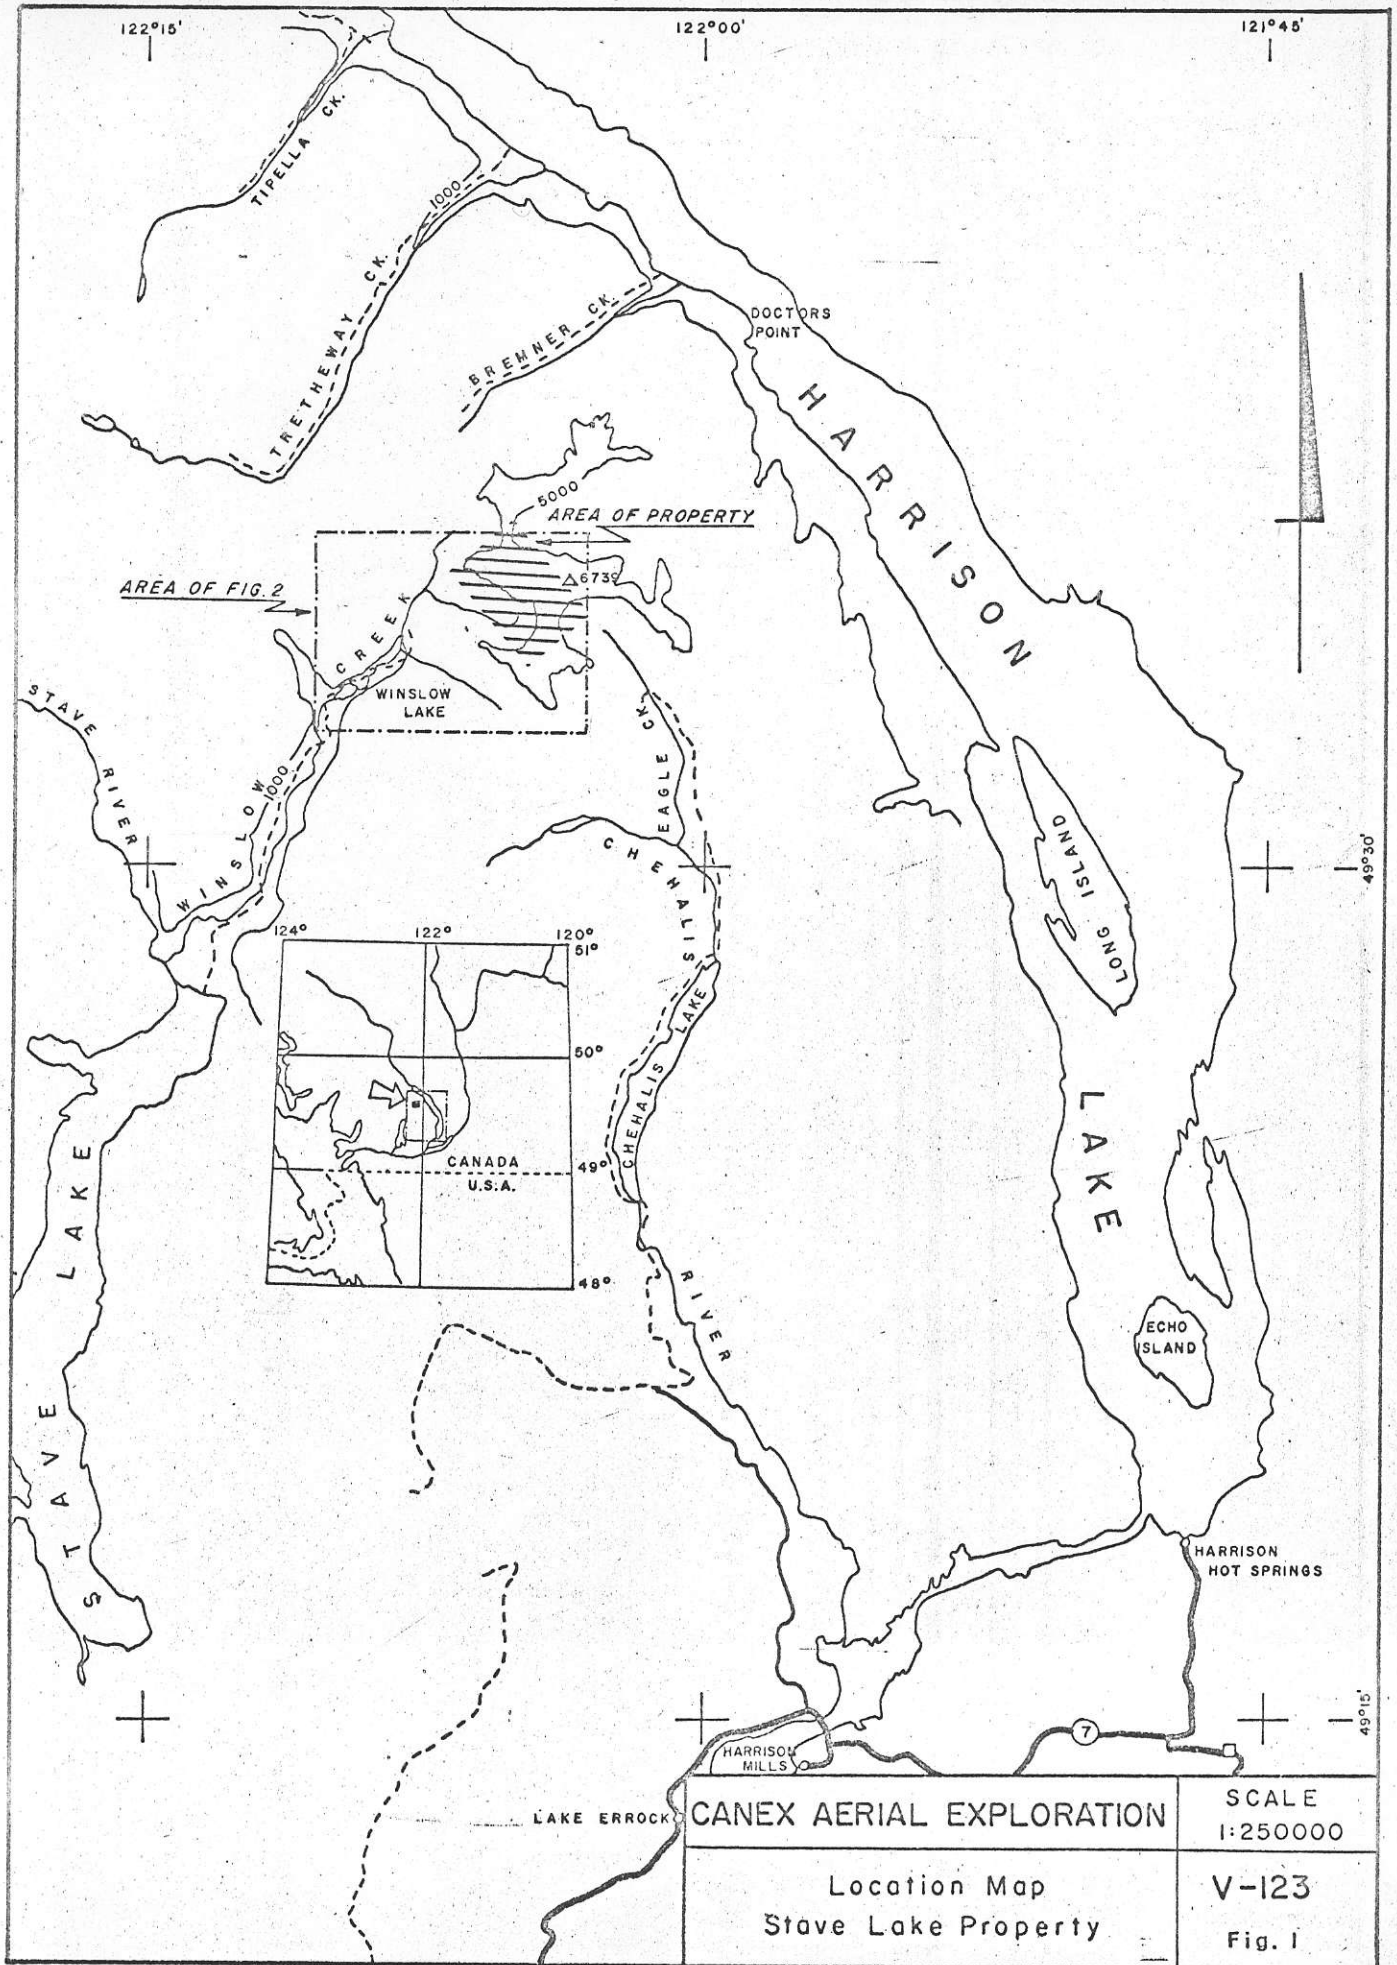 122°15'
122°00'
121°45'
TIPELLA CK.
1000
TRETHEWAY CK.
BREMNER CK.
DOCTORS
POINT
HARRISON
5000
AREA OF PROPERTY
△6739
AREA OF FIG. 2
CREEK
WINSLOW
LAKE
STAVE RIVER
EAGLE CK
1000
WINSLOW
CHEHALIS
LONG ISLAND
49°30'
124°
122°
120°
51°
50°
CANADA
49°
U.S.A.
48°
CHEHALIS LAKE
LAKE
RIVER
STAVE LAKE
ECHO
ISLAND
HARRISON
HOT SPRINGS
49°15'
7
HARRISON
MILLS
LAKE ERROCK
CANEX AERIAL EXPLORATION
SCALE
1:250000
Location Map
Stave Lake Property
V-123
Fig. 1